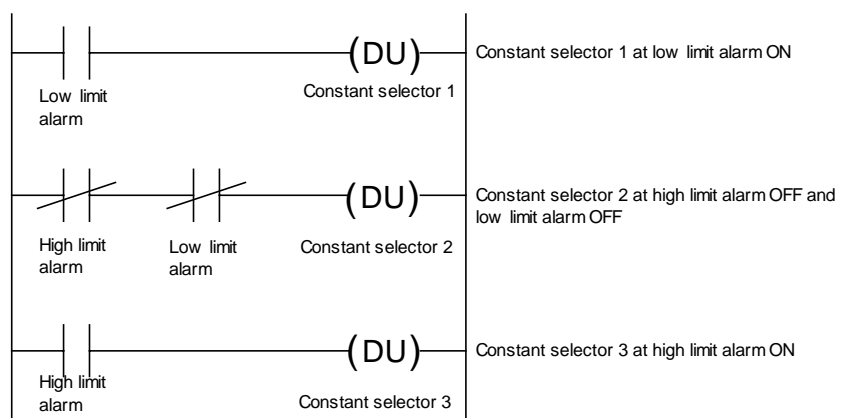 (DU) Constant selector 1 at low limit alarm ON
Low limit
alarm
Constant selector 1
(DU) Constant selector 2 at high limit alarm OFF and
low limit alarm OFF
High limit
alarm
Low limit
alarm
Constant selector 2
(DU) Constant selector 3 at high limit alarm ON
High limit
alarm
Constant selector 3